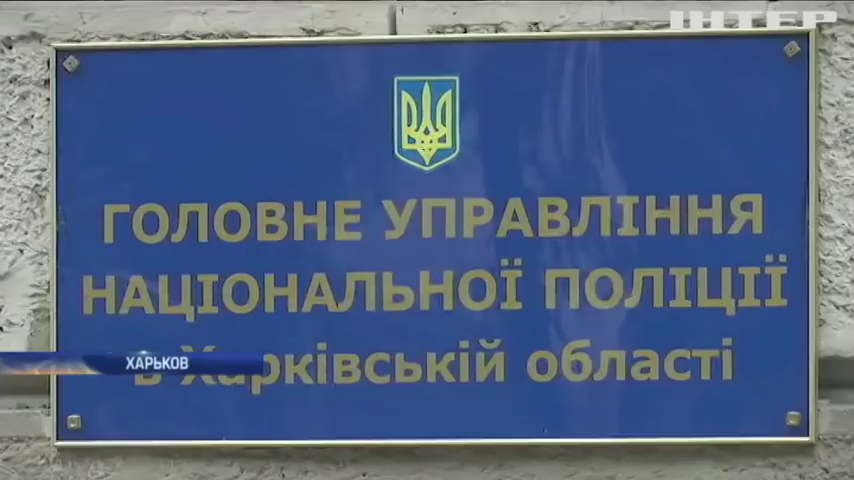 ІНТЕР
ГОЛОВНЕ УПРАВЛІННЯ
НАЦІОНАЛЬНОЇ ПОЛІЦІЇ
в Харківській області
ХАРЬКОВ